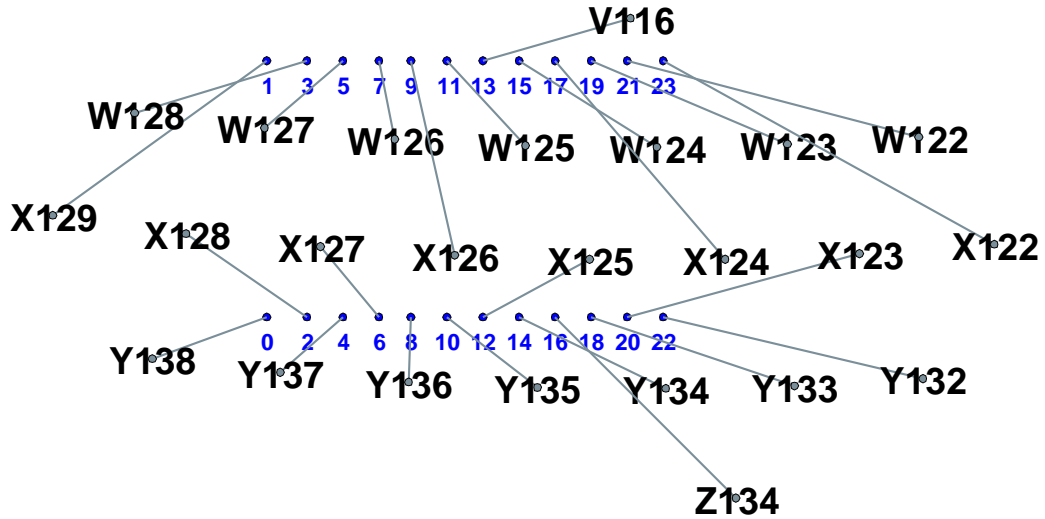 V116
1 3 5 7 9 11 13 15 17 19 21 23
W128 W127 W126 W125 W124 W123 W122
X129 X128 X127 X126 X125 X124 X123 X122
0 2 4 6 8 10 12 14 16 18 20 22
Y138 Y137 Y136 Y135 Y134 Y133 Y132
Z134